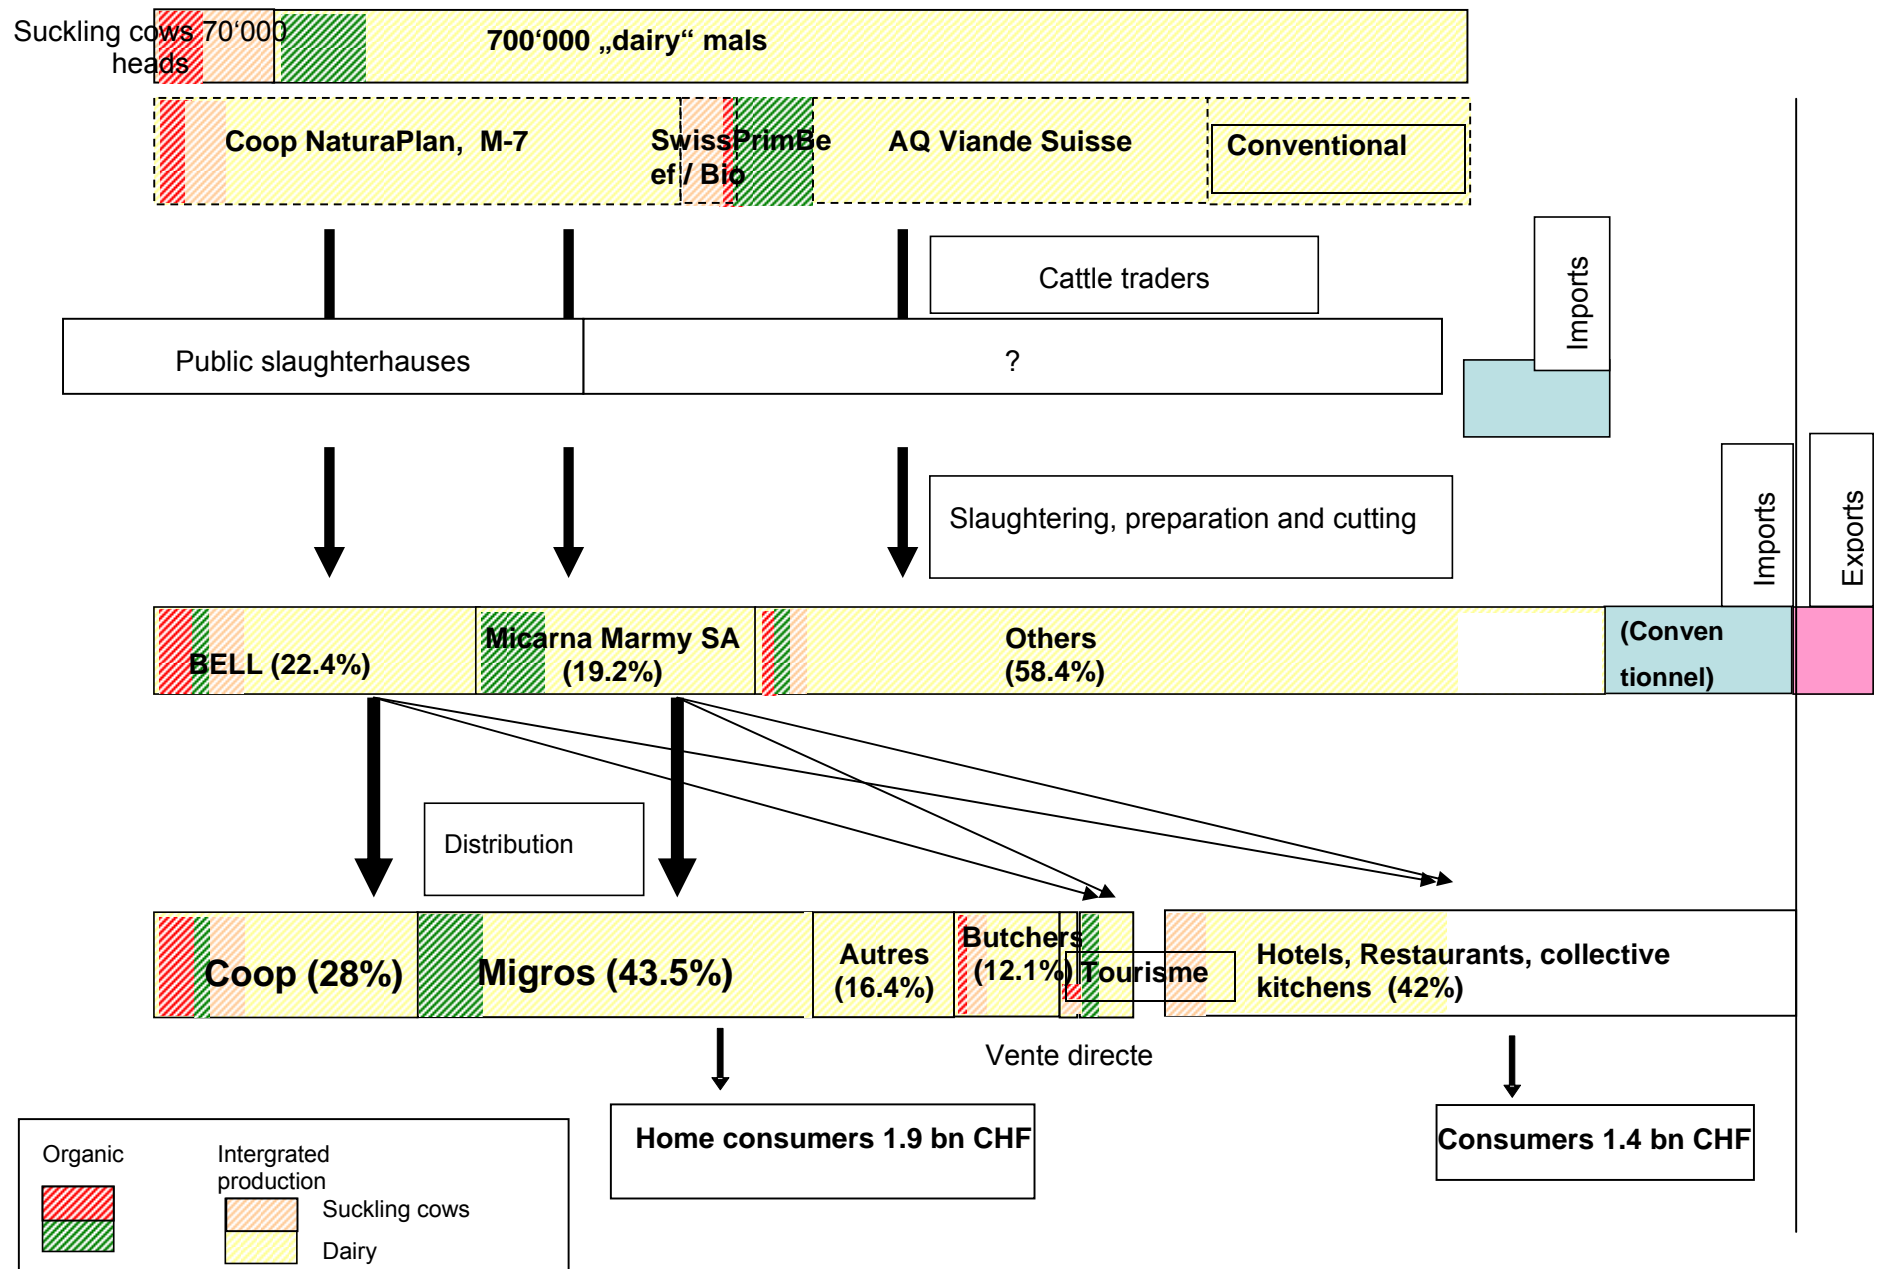 Suckling cows 70‘000
heads
700‘000 „dairy“ mals
Coop NaturaPlan, M-7
SwissPrimBe
ef / Bio
AQ Viande Suisse
Conventional
Cattle traders
Imports
Public slaughterhauses
?
Slaughtering, preparation and cutting
Imports
Exports
BELL (22.4%)
Micarna Marmy SA
(19.2%)
Others
(58.4%)
(Conven
tionnel)
Distribution
Coop (28%)
Migros (43.5%)
Autres
(16.4%)
Butchers
(12.1%)
Tourisme
Hotels, Restaurants, collective
kitchens (42%)
Vente directe
Home consumers 1.9 bn CHF
Consumers 1.4 bn CHF
Organic
Intergrated
production
Suckling cows
Dairy